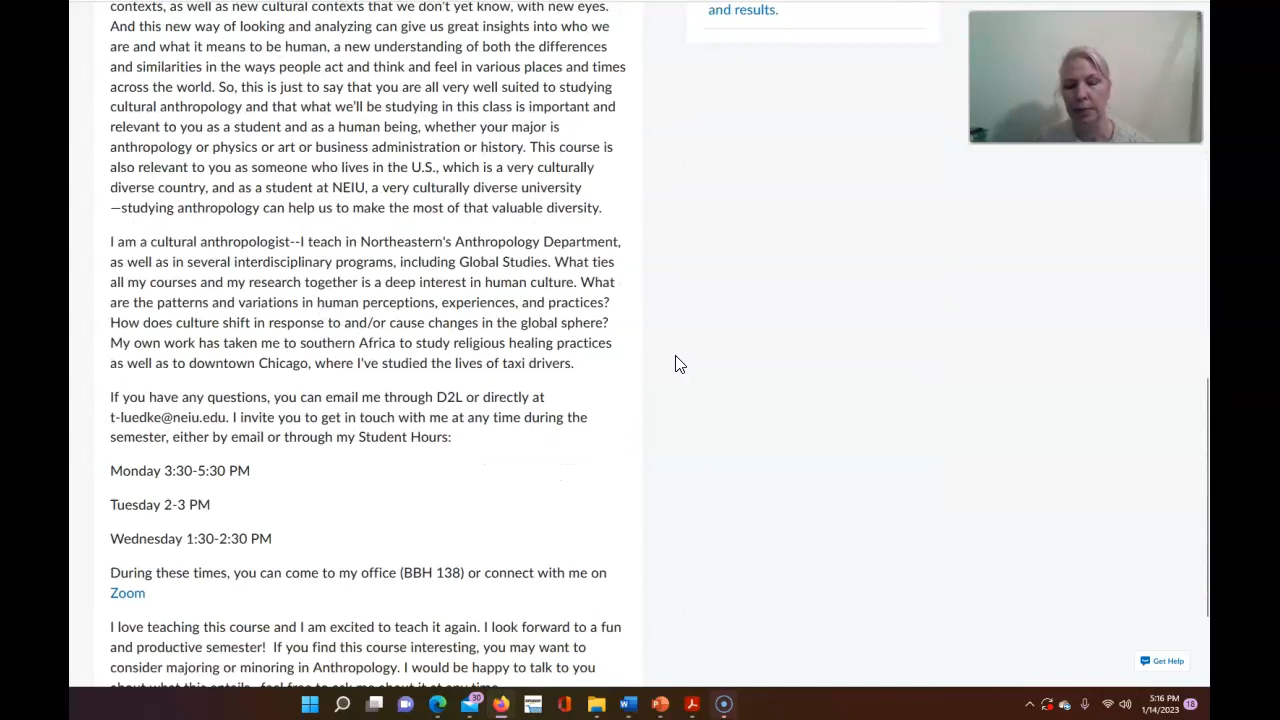 contexts, as well as new cultural contexts that we don't yet know, with new eyes.
And this new way of looking and analyzing can give us great insights into who we
are and what it means to be human, a new understanding of both the differences
and similarities in the ways people act and think and feel in various places and times
across the world. So, this is just to say that you are all very well suited to studying
cultural anthropology and that what we'll be studying in this class is important and
relevant to you as a student and as a human being, whether your major is
anthropology or physics or art or business administration or history. This course is
also relevant to you as someone who lives in the U.S., which is a very culturally
diverse country, and as a student at NEIU, a very culturally diverse university
—studying anthropology can help us to make the most of that valuable diversity.
I am a cultural anthropologist--I teach in Northeastern's Anthropology Department,
as well as in several interdisciplinary programs, including Global Studies. What ties
all my courses and my research together is a deep interest in human culture. What
are the patterns and variations in human perceptions, experiences, and practices?
How does culture shift in response to and/or cause changes in the global sphere?
My own work has taken me to southern Africa to study religious healing practices
as well as to downtown Chicago, where I've studied the lives of taxi drivers.
If you have any questions, you can email me through D2L or directly at
t-luedke@neiu.edu. I invite you to get in touch with me at any time during the
semester, either by email or through my Student Hours:
Monday 3:30-5:30 PM
Tuesday 2-3 PM
Wednesday 1:30-2:30 PM
During these times, you can come to my office (BBH 138) or connect with me on
Zoom
I love teaching this course and I am excited to teach it again. I look forward to a fun
and productive semester! If you find this course interesting, you may want to
consider majoring or minoring in Anthropology. I would be happy to talk to you
about what this entails--feel free to ask me about it at any time.
and results.
Get Help
30
5:16 PM
1/14/2023
18